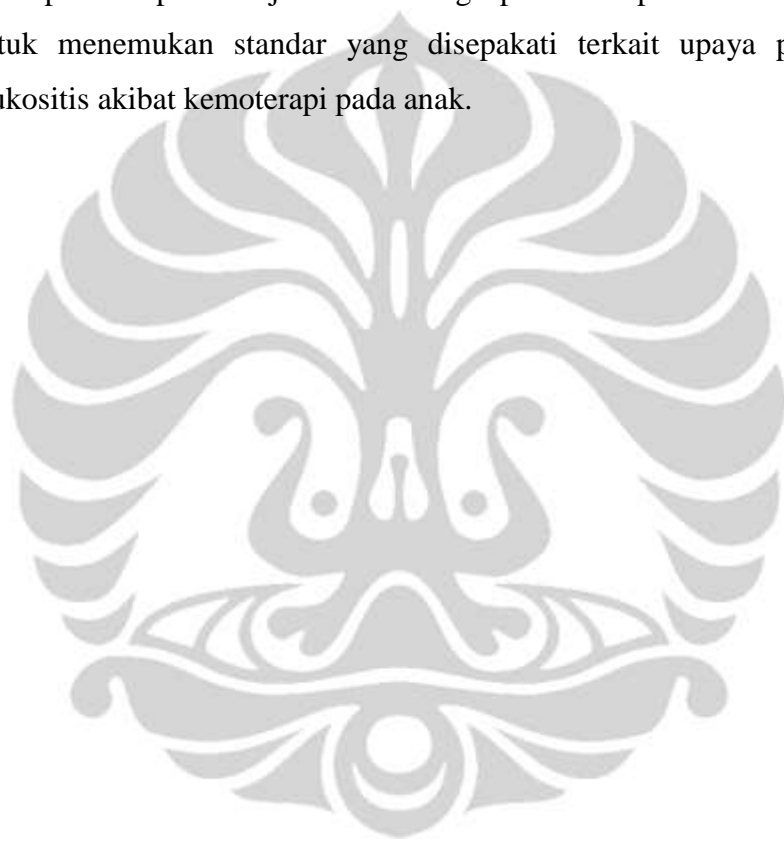 tuk menemukan standar yang disepakati terkait upaya p
ukositis akibat kemoterapi pada anak.